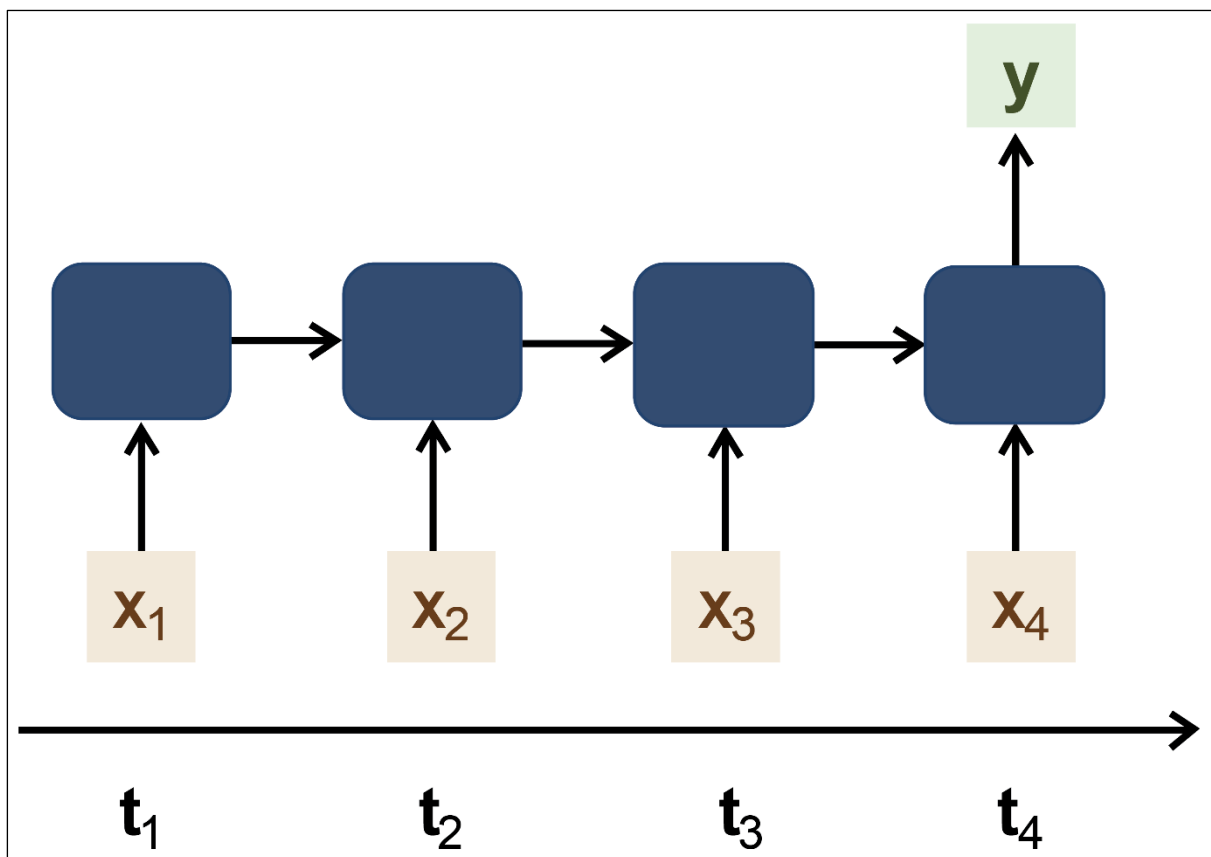 y
x₁ x₂ x₃ x₄
t₁ t₂ t₃ t₄